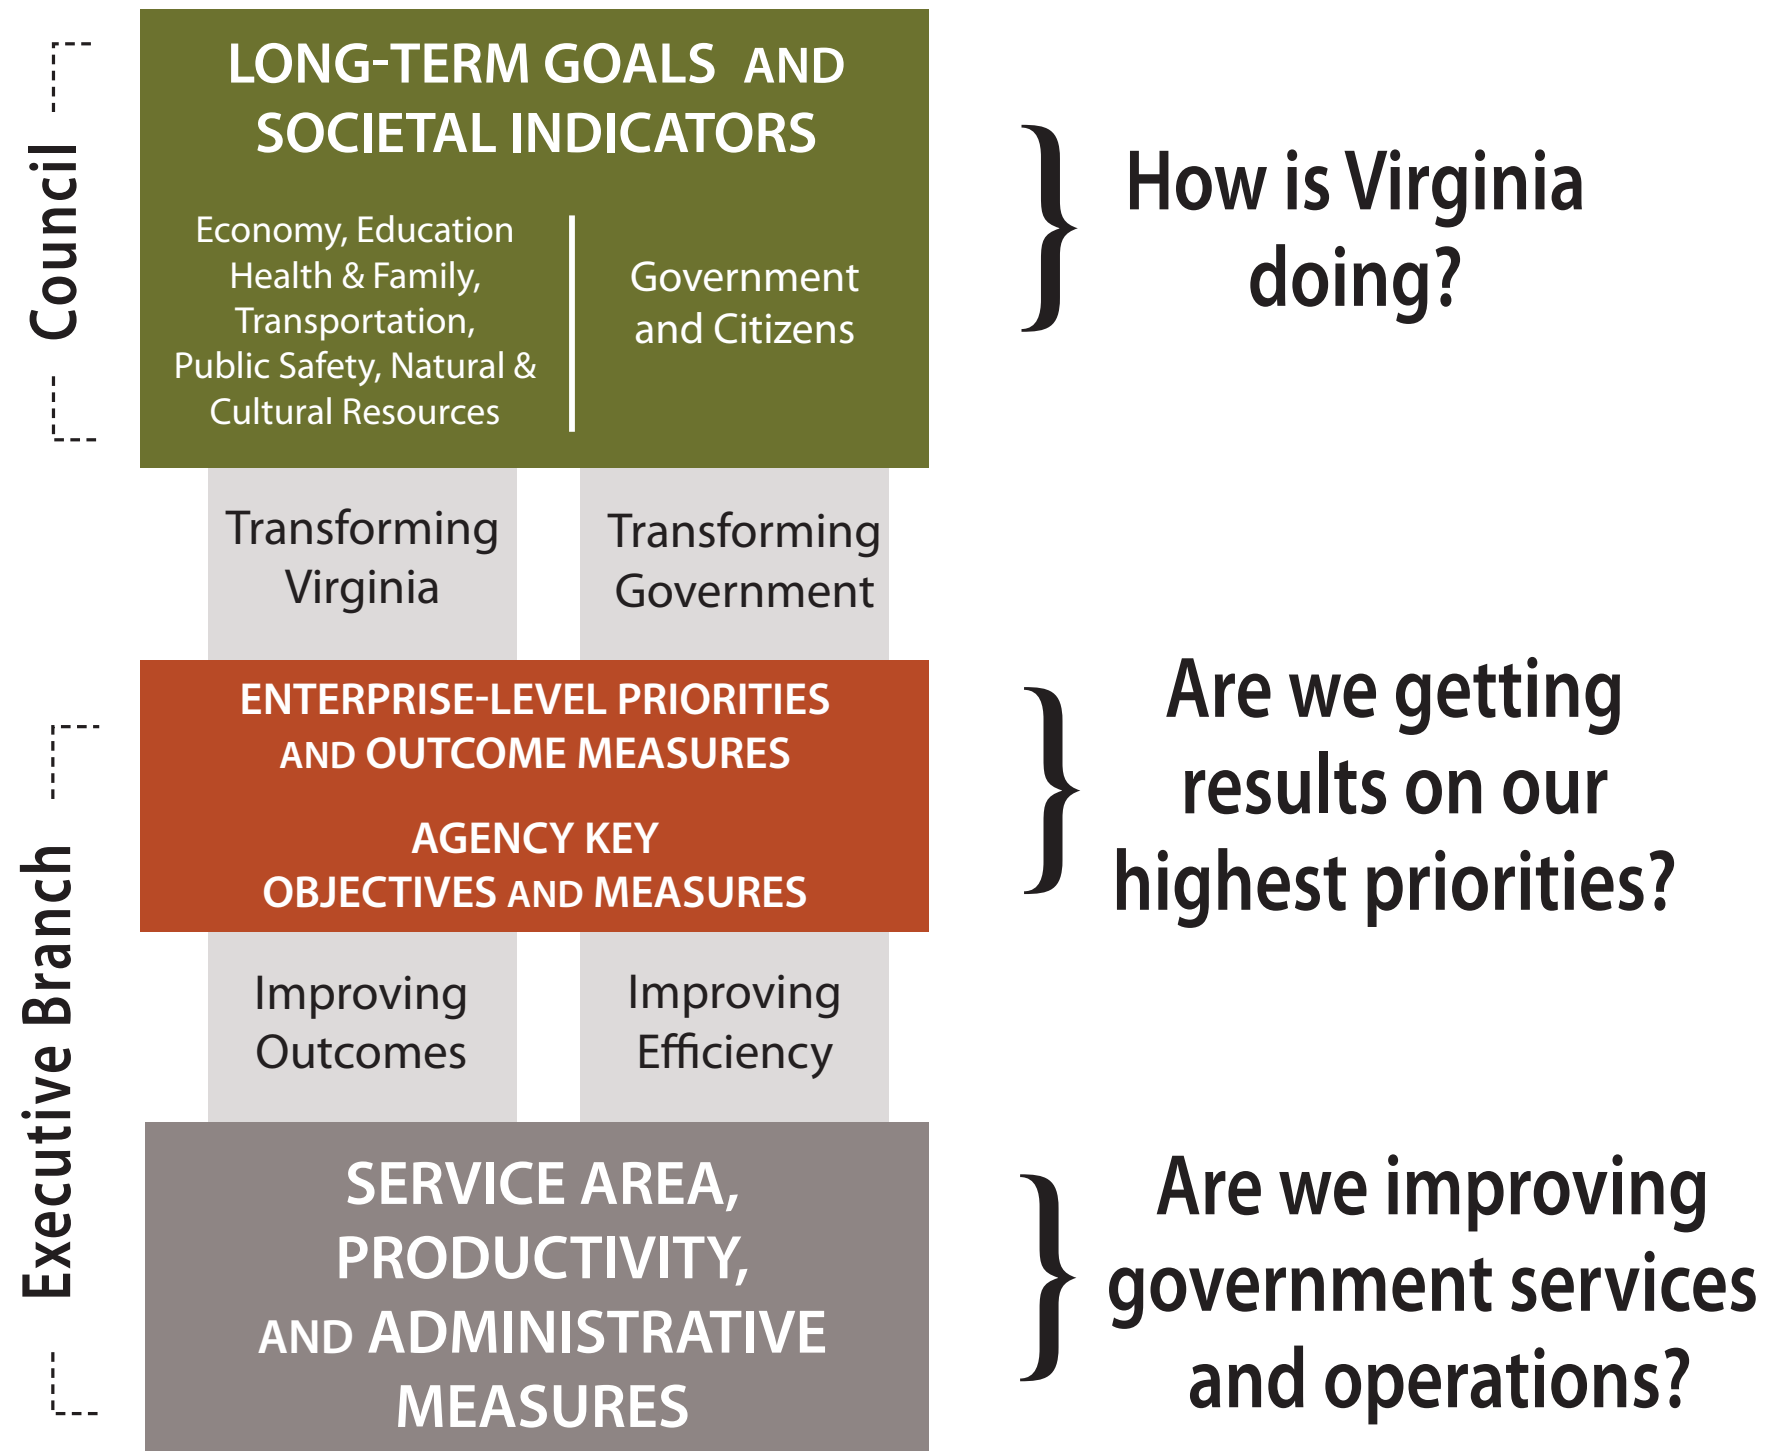 Council
LONG-TERM GOALS AND
SOCIETAL INDICATORS
Economy, Education
Health & Family,
Transportation,
Public Safety, Natural &
Cultural Resources
Government
and Citizens
How is Virginia
doing?
Transforming
Virginia
Transforming
Government
Executive Branch
ENTERPRISE-LEVEL PRIORITIES
AND OUTCOME MEASURES
AGENCY KEY
OBJECTIVES AND MEASURES
Are we getting
results on our
highest priorities?
Improving
Outcomes
Improving
Efficiency
SERVICE AREA,
PRODUCTIVITY,
AND ADMINISTRATIVE
MEASURES
Are we improving
government services
and operations?